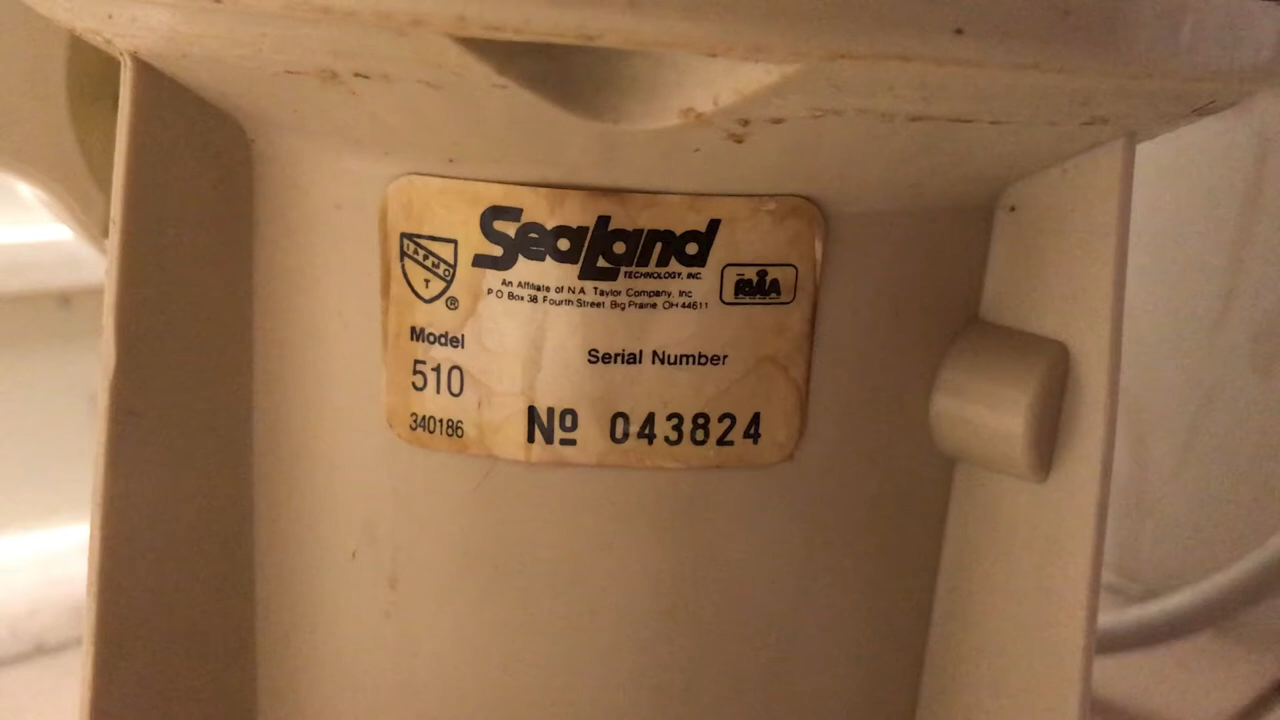 SeaLand
TECHNOLOGY, INC.
An Affiliate of N.A. Taylor Company, Inc
P.O. Box 38 Fourth Street Big Prairie OH 44611
IAPMO
T
®
Model
510
340186
Serial Number
Nº 043824